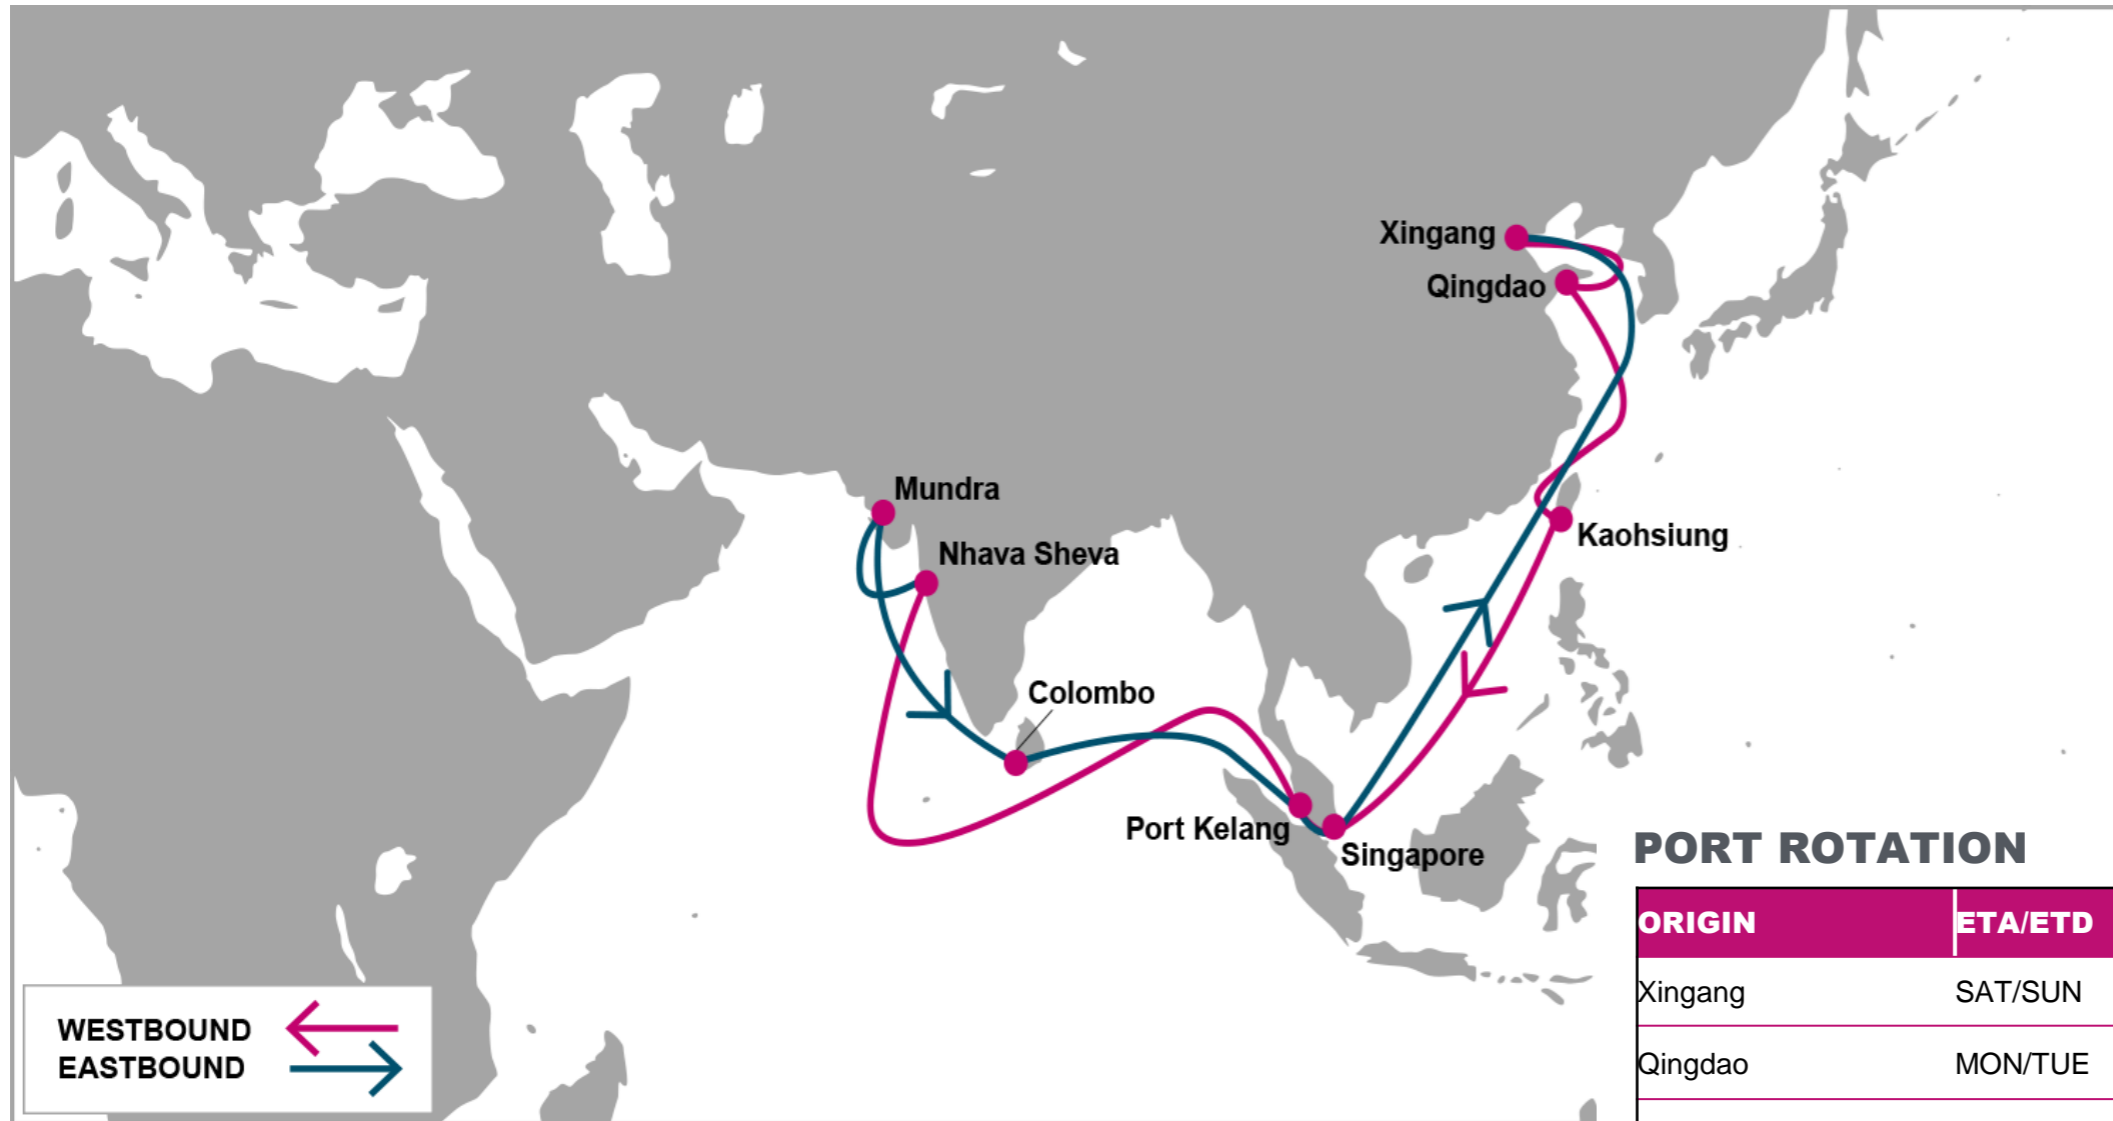 Xingang
Qingdao
Mundra
Nhava Sheva
Kaohsiung
Colombo
Port Kelang
Singapore
WESTBOUND
EASTBOUND
PORT ROTATION
ORIGIN ETA/ETD
Xingang SAT/SUN
Qingdao MON/TUE